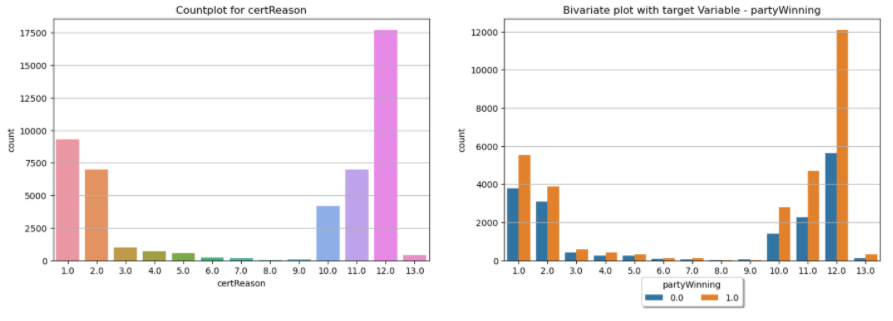 Countplot for certReason
17500
15000
12500
10000
7500
5000
2500
0
count
1.0 2.0 3.0 4.0 5.0 6.0 7.0 8.0 9.0 10.0 11.0 12.0 13.0
certReason
Bivariate plot with target Variable - partyWinning
12000
10000
8000
6000
4000
2000
0
count
1.0 2.0 3.0 4.0 5.0 6.0 7.0 8.0 9.0 10.0 11.0 12.0 13.0
partyWinning
0.0 1.0